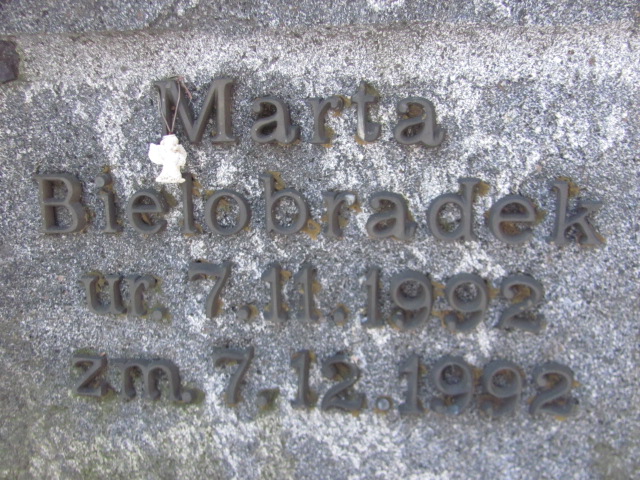 Marta
Bielobradek
ur. 7.11.1992
zm. 7.12.1992